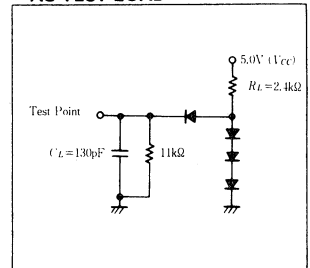 AC TEST LOAD
5.0V (VCC)
RL=2.4kΩ
Test Point
CL=130pF
11kΩ